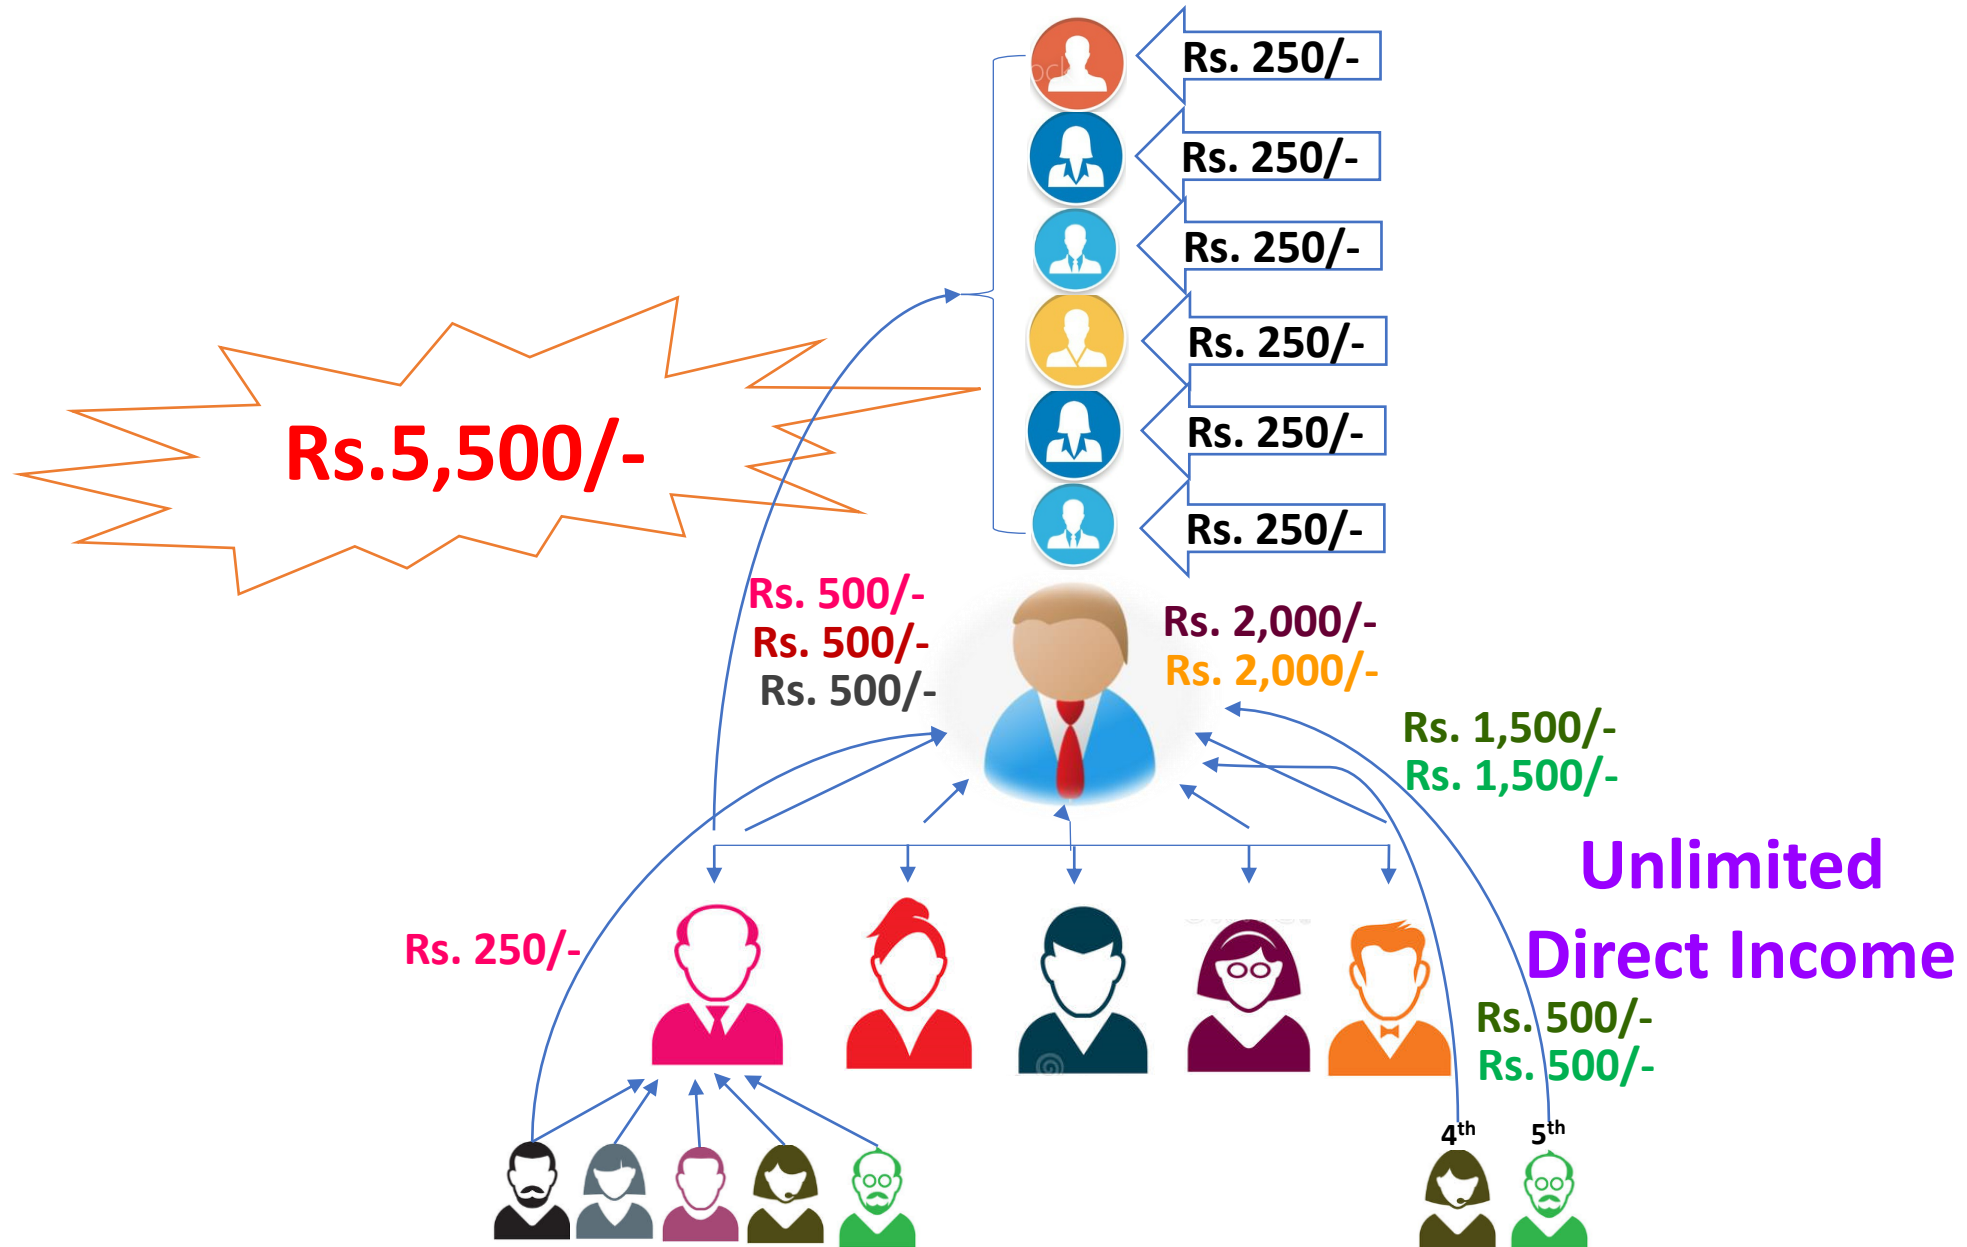 Rs. 250/-
Rs. 250/-
Rs. 250/-
Rs. 250/-
Rs. 250/-
Rs. 250/-
Rs.5,500/-
Rs. 500/-
Rs. 500/-
Rs. 500/-
Rs. 2,000/-
Rs. 2,000/-
Rs. 1,500/-
Rs. 1,500/-
Unlimited
Direct Income
Rs. 250/-
Rs. 500/-
Rs. 500/-
4th
5th